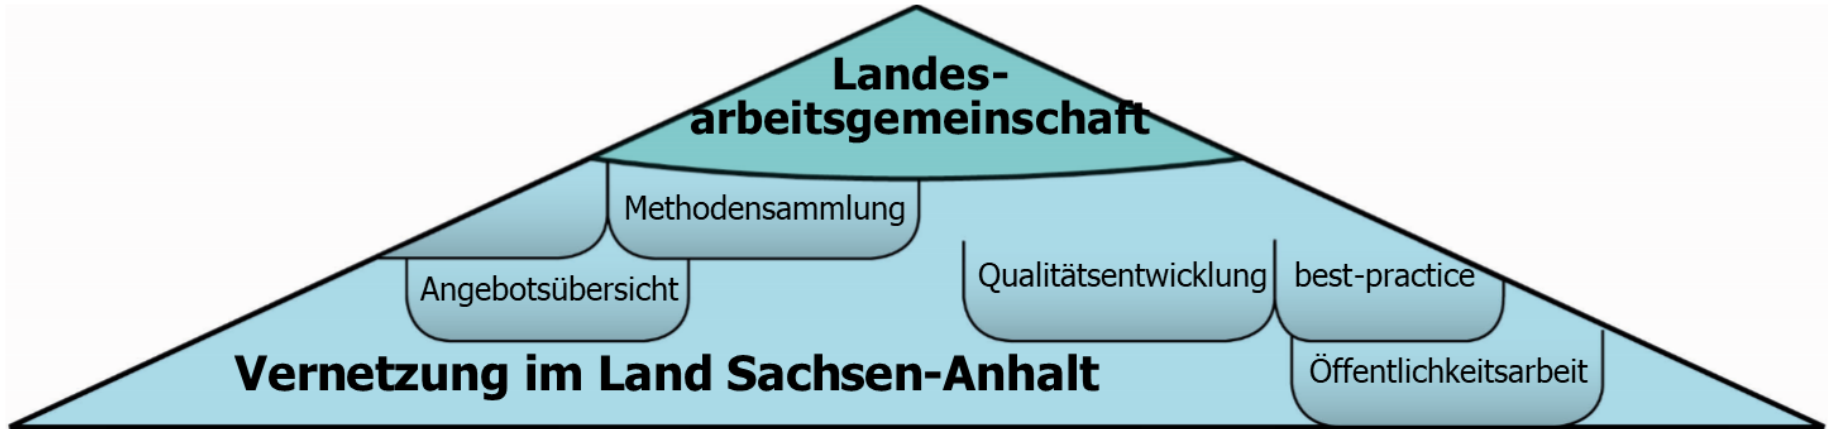 Landes-
arbeitsgemeinschaft
Methodensammlung
Angebotsübersicht
Qualitätsentwicklung
best-practice
Vernetzung im Land Sachsen-Anhalt
Öffentlichkeitsarbeit